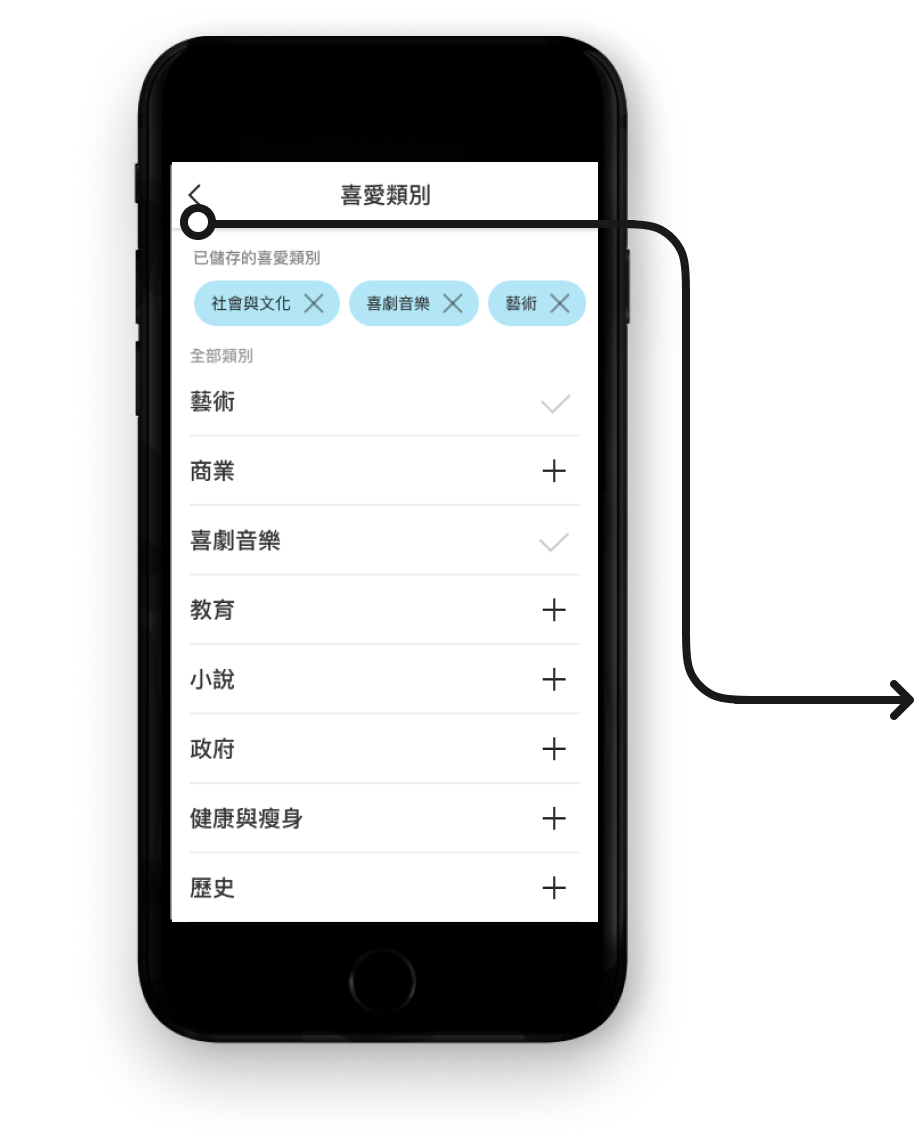 喜愛類別
已儲存的喜愛類別
社會與文化 喜劇音樂 藝術
全部類別
藝術
商業
喜劇音樂
教育
小說
政府
健康與瘦身
歷史